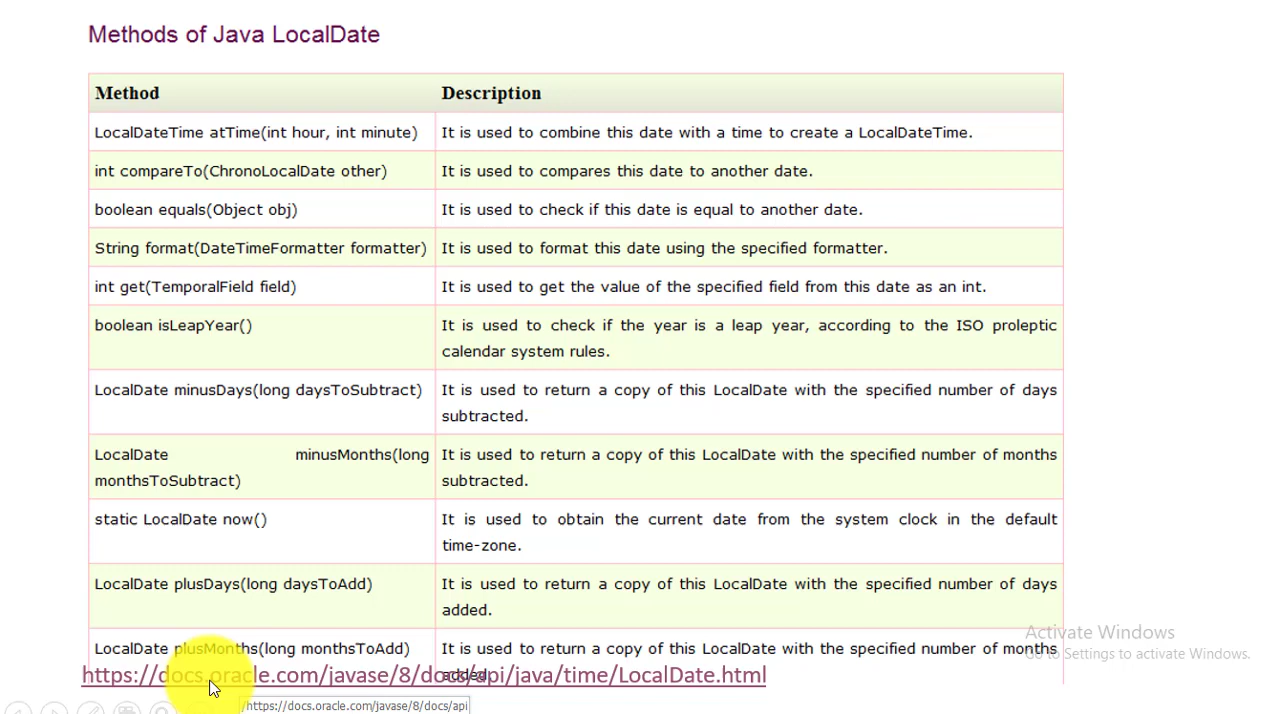 Methods of Java LocalDate
Method Description
LocalDateTime atTime(int hour, int minute) It is used to combine this date with a time to create a LocalDateTime.
int compareTo(ChronoLocalDate other) It is used to compares this date to another date.
boolean equals(Object obj) It is used to check if this date is equal to another date.
String format(DateTimeFormatter formatter) It is used to format this date using the specified formatter.
int get(TemporalField field) It is used to get the value of the specified field from this date as an int.
boolean isLeapYear() It is used to check if the year is a leap year, according to the ISO proleptic
calendar system rules.
LocalDate minusDays(long daysToSubtract) It is used to return a copy of this LocalDate with the specified number of days
subtracted.
LocalDate minusMonths(long It is used to return a copy of this LocalDate with the specified number of months
monthsToSubtract) subtracted.
static LocalDate now() It is used to obtain the current date from the system clock in the default
time-zone.
LocalDate plusDays(long daysToAdd) It is used to return a copy of this LocalDate with the specified number of days
added.
LocalDate plusMonths(long monthsToAdd) It is used to return a copy of this LocalDate with the specified number of months
added.
https://docs.oracle.com/javase/8/docs/api/java/time/LocalDate.html
/https://docs.oracle.com/javase/8/docs/api
Activate Windows
Go to Settings to activate Windows.